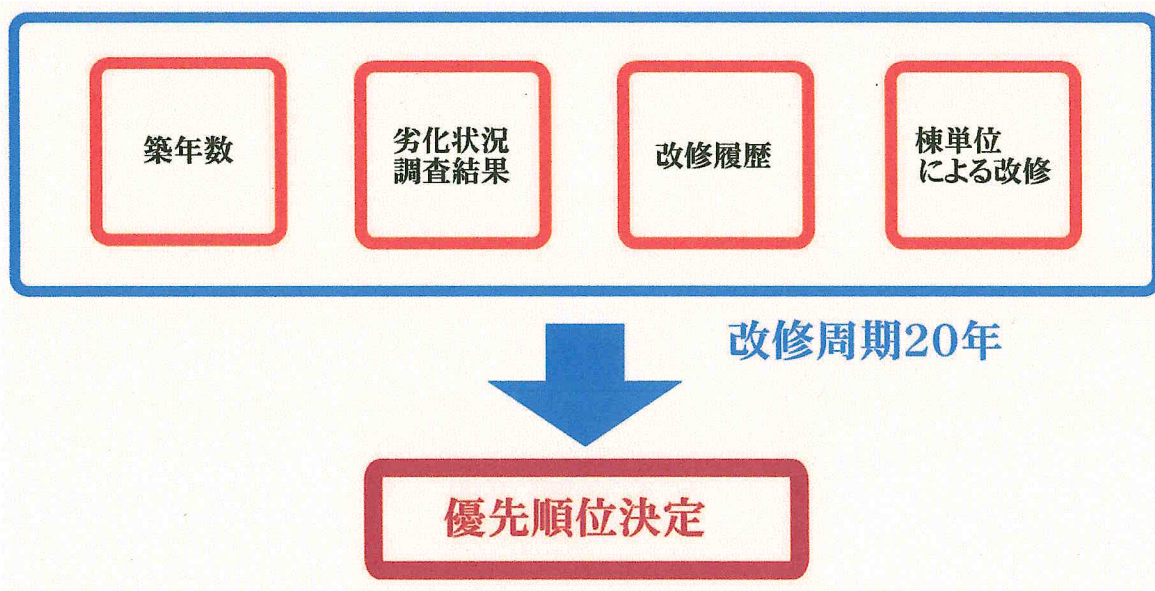 築年数
劣化状況
調査結果
改修履歴
棟単位
による改修
改修周期20年
優先順位決定